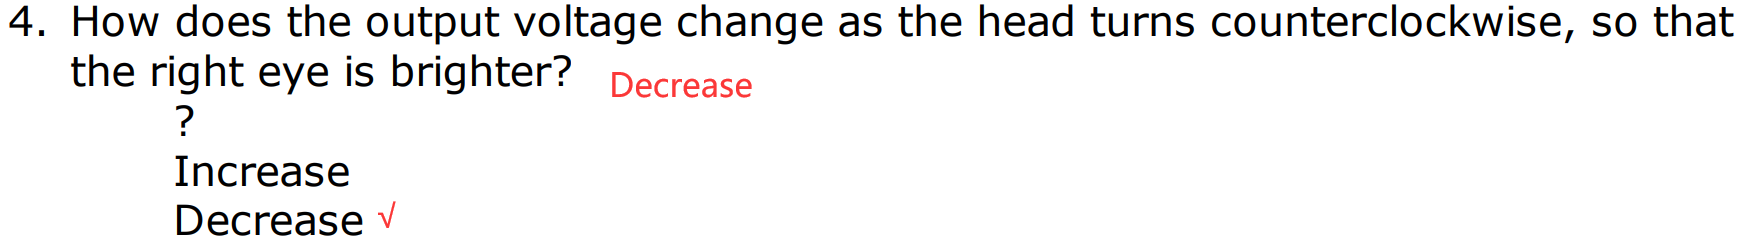 4. How does the output voltage change as the head turns counterclockwise, so that
the right eye is brighter? Decrease
?
Increase
Decrease √